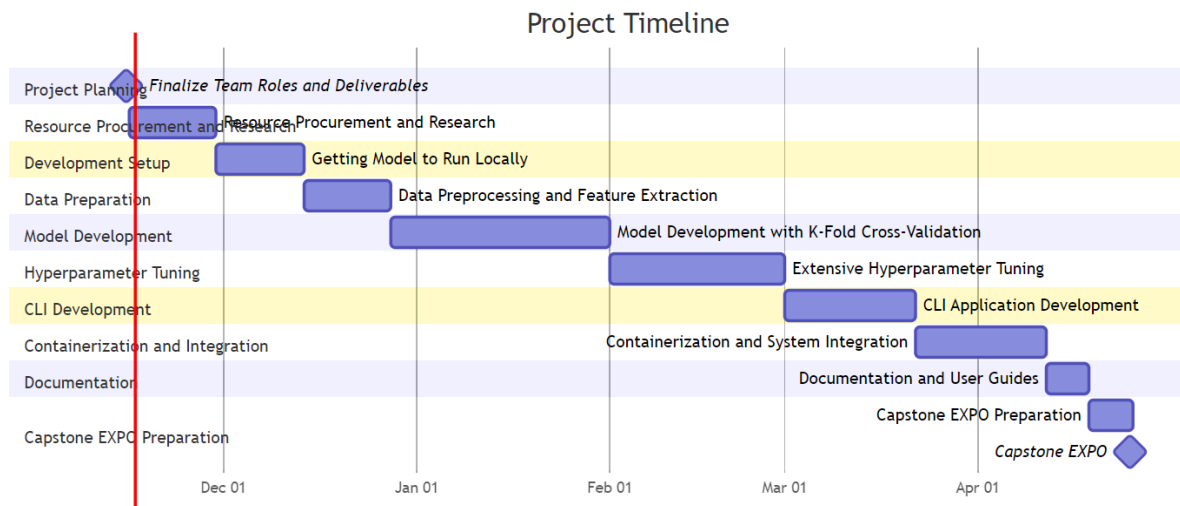 Project Timeline
Project Planning
Finalize Team Roles and Deliverables
Resource Procurement and Research
Resource Procurement and Research
Development Setup
Getting Model to Run Locally
Data Preparation
Data Preprocessing and Feature Extraction
Model Development
Model Development with K-Fold Cross-Validation
Hyperparameter Tuning
Extensive Hyperparameter Tuning
CLI Development
CLI Application Development
Containerization and Integration
Containerization and System Integration
Documentation
Documentation and User Guides
Capstone EXPO Preparation
Capstone EXPO Preparation
Capstone EXPO
Dec 01
Jan 01
Feb 01
Mar 01
Apr 01